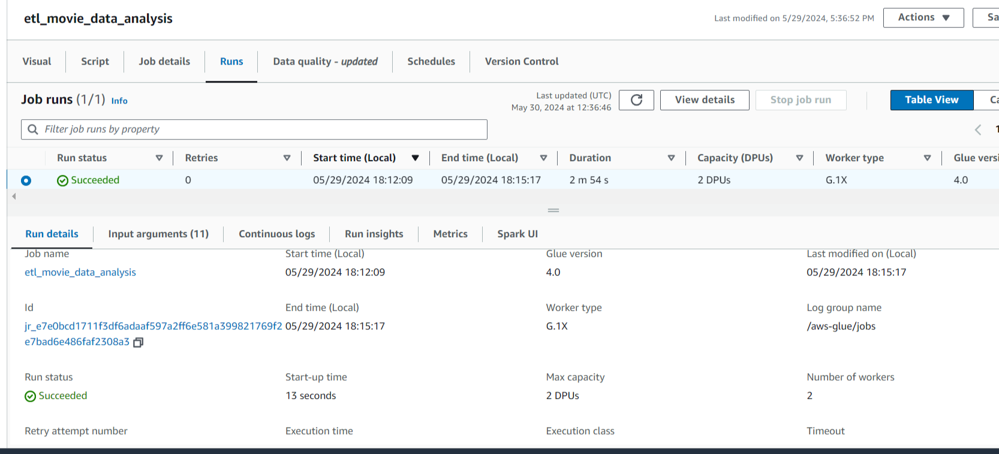 etl_movie_data_analysis
Last modified on 5/29/2024, 5:36:52 PM
Actions
Sa
Visual
Script
Job details
Runs
Data quality - updated
Schedules
Version Control
Job runs (1/1) Info
Last updated (UTC)
May 30, 2024 at 12:36:46
View details
Stop job run
Table View
Ca
Filter job runs by property
1
Run status
Retries
Start time (Local)
End time (Local)
Duration
Capacity (DPUs)
Worker type
Glue versi
Succeeded
0
05/29/2024 18:12:09
05/29/2024 18:15:17
2 m 54 s
2 DPUs
G.1X
4.0
Run details
Input arguments (11)
Continuous logs
Run insights
Metrics
Spark UI
Job name
Start time (Local)
Glue version
Last modified on (Local)
etl_movie_data_analysis
05/29/2024 18:12:09
4.0
05/29/2024 18:15:17
Id
End time (Local)
Worker type
Log group name
jr_e7e0bcd1711f3df6adaaf597a2ff6e581a399821769f2
e7bad6e486faf2308a3
05/29/2024 18:15:17
G.1X
/aws-glue/jobs
Run status
Start-up time
Max capacity
Number of workers
Succeeded
13 seconds
2 DPUs
2
Retry attempt number
Execution time
Execution class
Timeout